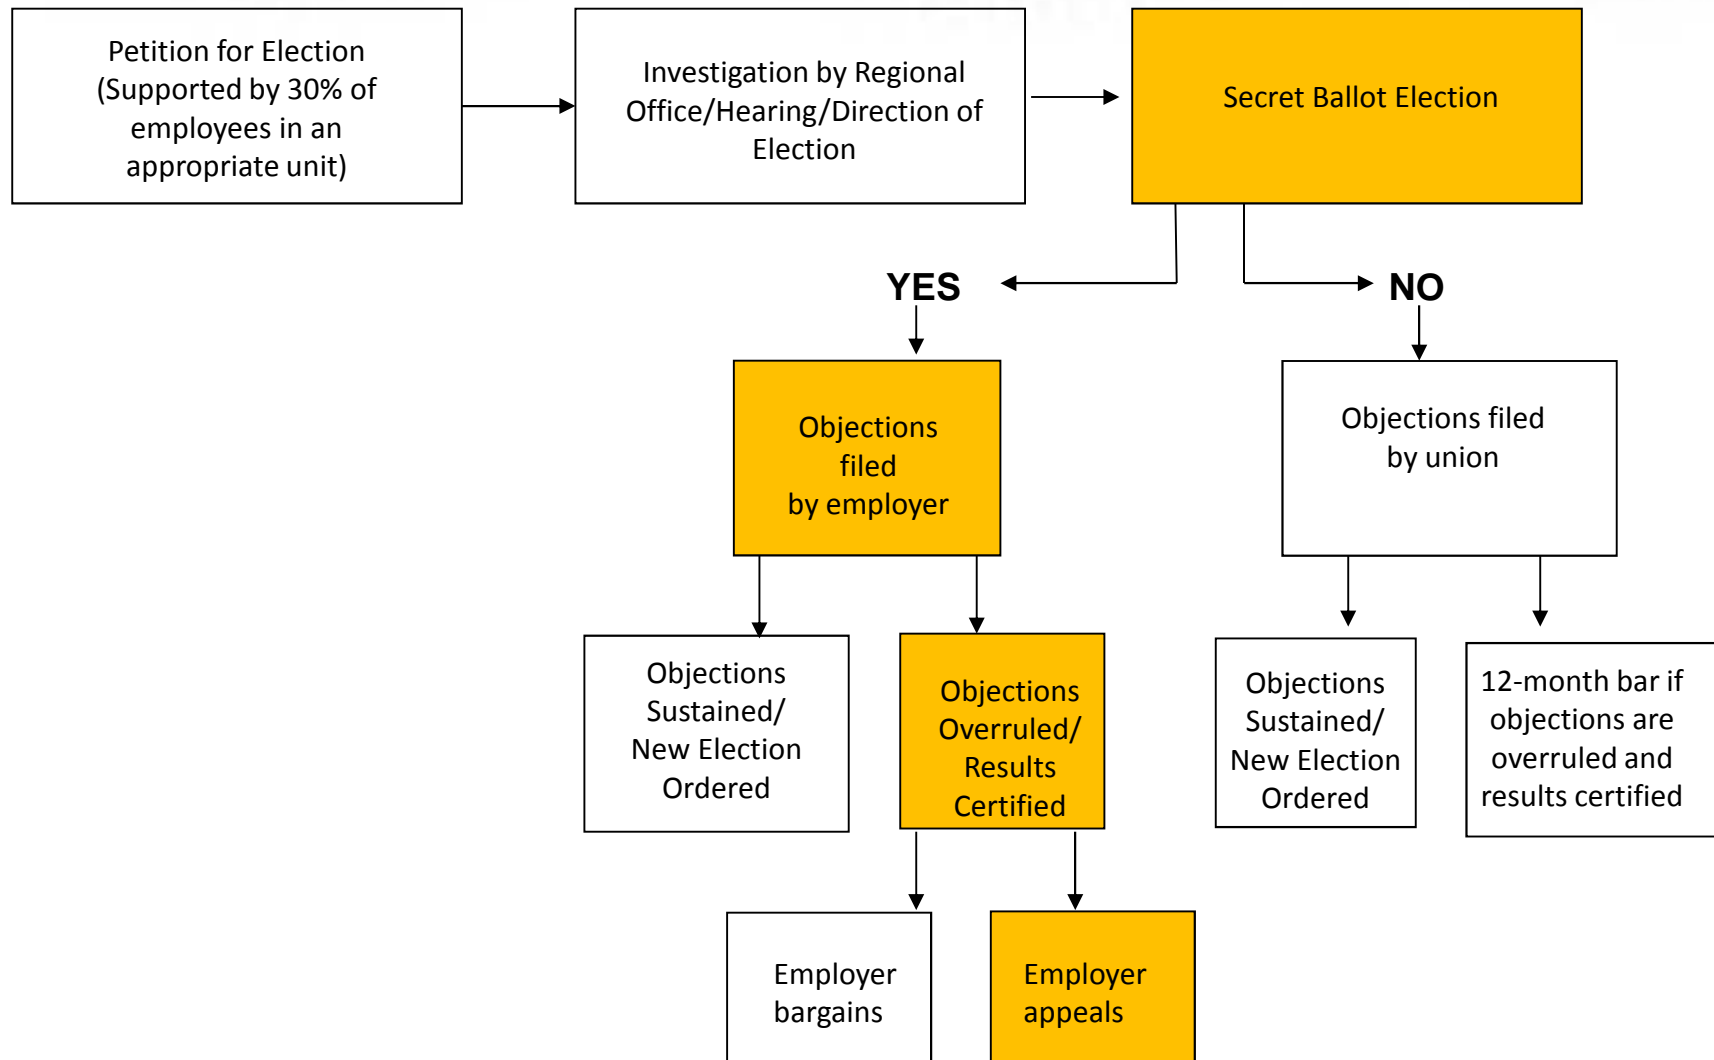 Petition for Election
(Supported by 30% of
employees in an
appropriate unit)
Investigation by Regional
Office/Hearing/Direction of
Election
Secret Ballot Election
YES
NO
Objections
filed
by employer
Objections filed
by union
Objections
Sustained/
New Election
Ordered
Objections
Overruled/
Results
Certified
Objections
Sustained/
New Election
Ordered
12-month bar if
objections are
overruled and
results certified
Employer
bargains
Employer
appeals